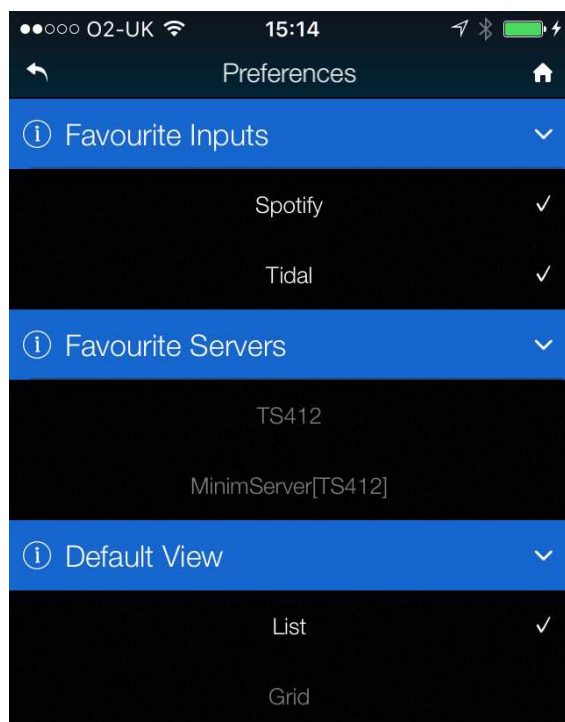 O2-UK 15:14
Preferences
Favourite Inputs
Spotify
Tidal
Favourite Servers
TS412
MinimServer[TS412]
Default View
List
Grid